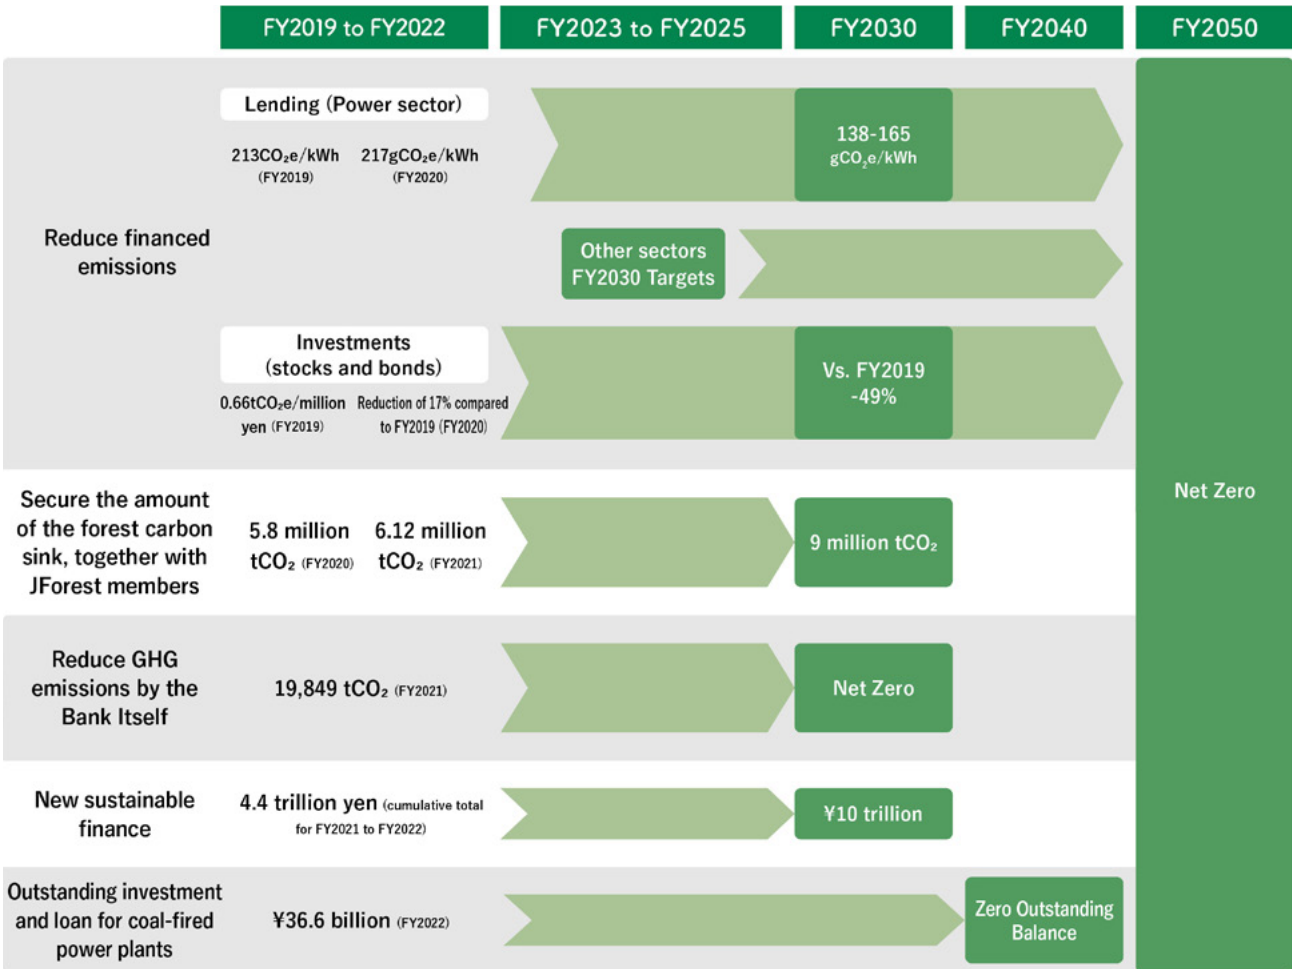 FY2019 to FY2022
FY2023 to FY2025
FY2030
FY2040
FY2050
Reduce financed
emissions
Lending (Power sector)
213CO₂e/kWh
(FY2019)
217gCO₂e/kWh
(FY2020)
138-165
gCO₂e/kWh
Other sectors
FY2030 Targets
Investments
(stocks and bonds)
0.66tCO₂e/million
yen (FY2019)
Reduction of 17% compared
to FY2019 (FY2020)
Vs. FY2019
-49%
Net Zero
Secure the amount
of the forest carbon
sink, together with
JForest members
5.8 million
tCO₂ (FY2020)
6.12 million
tCO₂ (FY2021)
9 million tCO₂
Reduce GHG
emissions by the
Bank Itself
19,849 tCO₂ (FY2021)
Net Zero
New sustainable
finance
4.4 trillion yen (cumulative total
for FY2021 to FY2022)
¥10 trillion
Outstanding investment
and loan for coal-fired
power plants
¥36.6 billion (FY2022)
Zero Outstanding
Balance